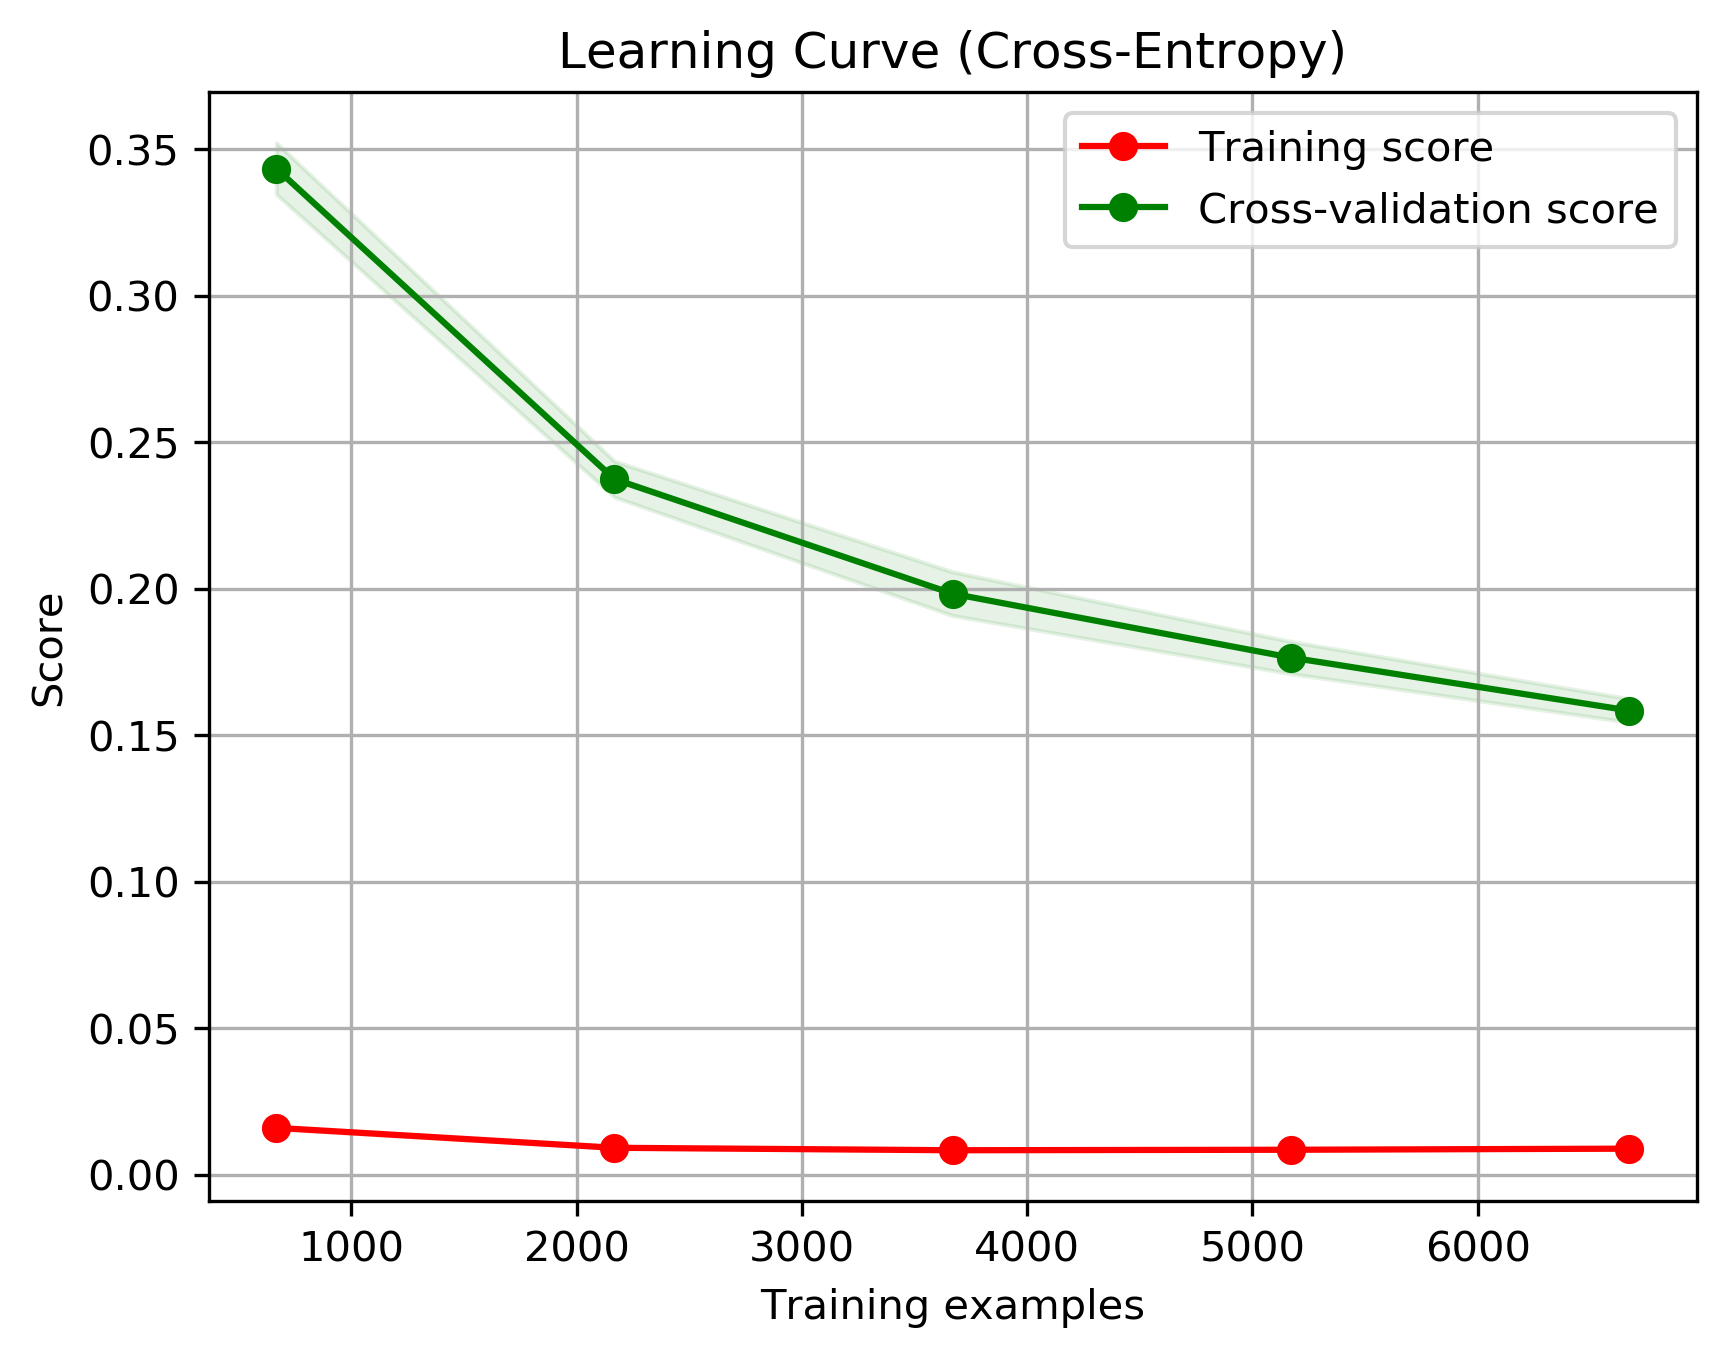 Learning Curve (Cross-Entropy)
Training score
Cross-validation score
0.35
0.30
0.25
0.20
0.15
0.10
0.05
0.00
Score
1000 2000 3000 4000 5000 6000
Training examples